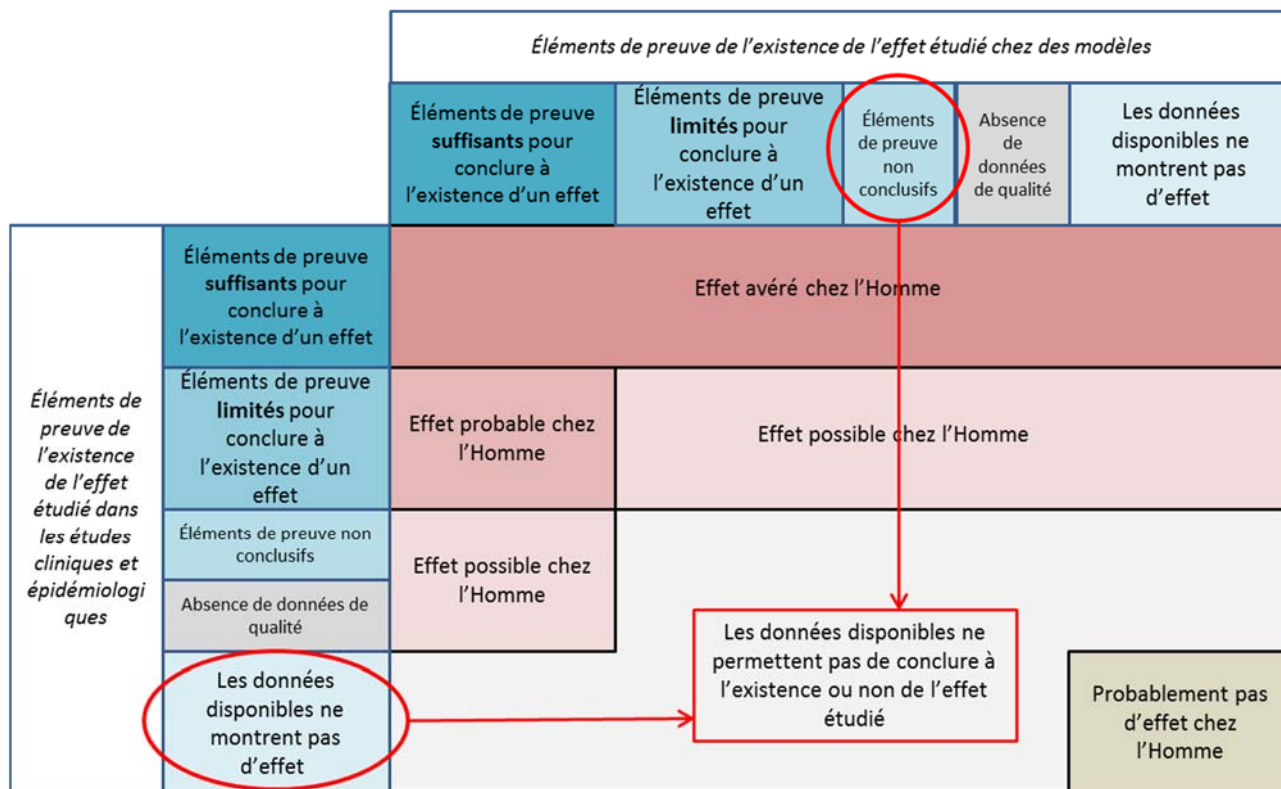 Éléments de preuve de l'existence de l'effet étudié chez des modèles
Éléments de preuve
suffisants pour
conclure à
l'existence d'un effet
Éléments de preuve
limités pour
conclure à
l'existence d'un
effet
Éléments
de preuve
non
conclusifs
Absence
de
données
de qualité
Les données
disponibles ne
montrent pas
d'effet
Éléments de
preuve de
l'existence
de l'effet
étudié dans
les études
cliniques et
épidémiologi
ques
Éléments de preuve
suffisants pour
conclure à
l'existence d'un effet
Effet avéré chez l'Homme
Éléments de preuve
limités pour
conclure à
l'existence d'un
effet
Effet probable chez
l'Homme
Effet possible chez l'Homme
Éléments de preuve non
conclusifs
Absence de données de
qualité
Effet possible chez
l'Homme
Les données
disponibles ne
montrent pas
d'effet
Les données disponibles ne
permettent pas de conclure à
l'existence ou non de l'effet
étudié
Probablement pas
d'effet chez
l'Homme